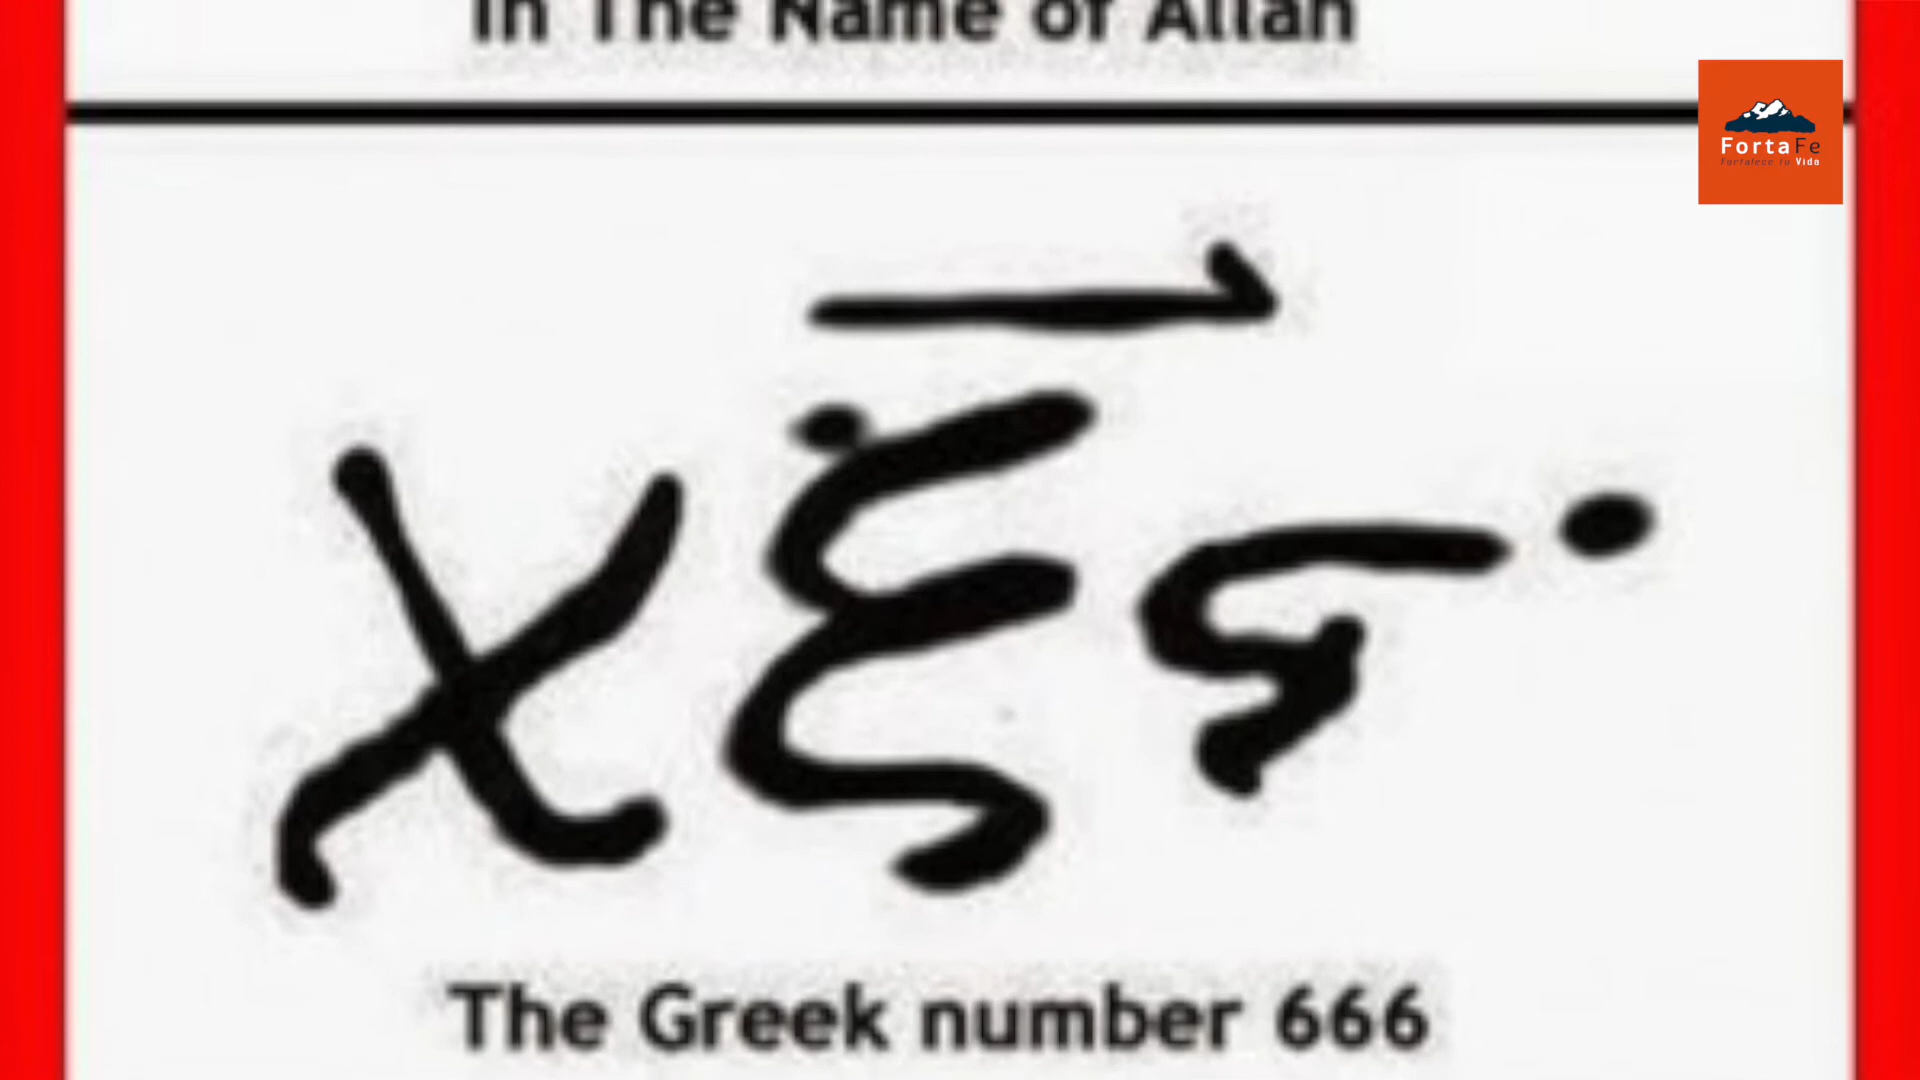 In The Name of Allah
FortaFe
Fortalece tu Vida
χξϛ
The Greek number 666